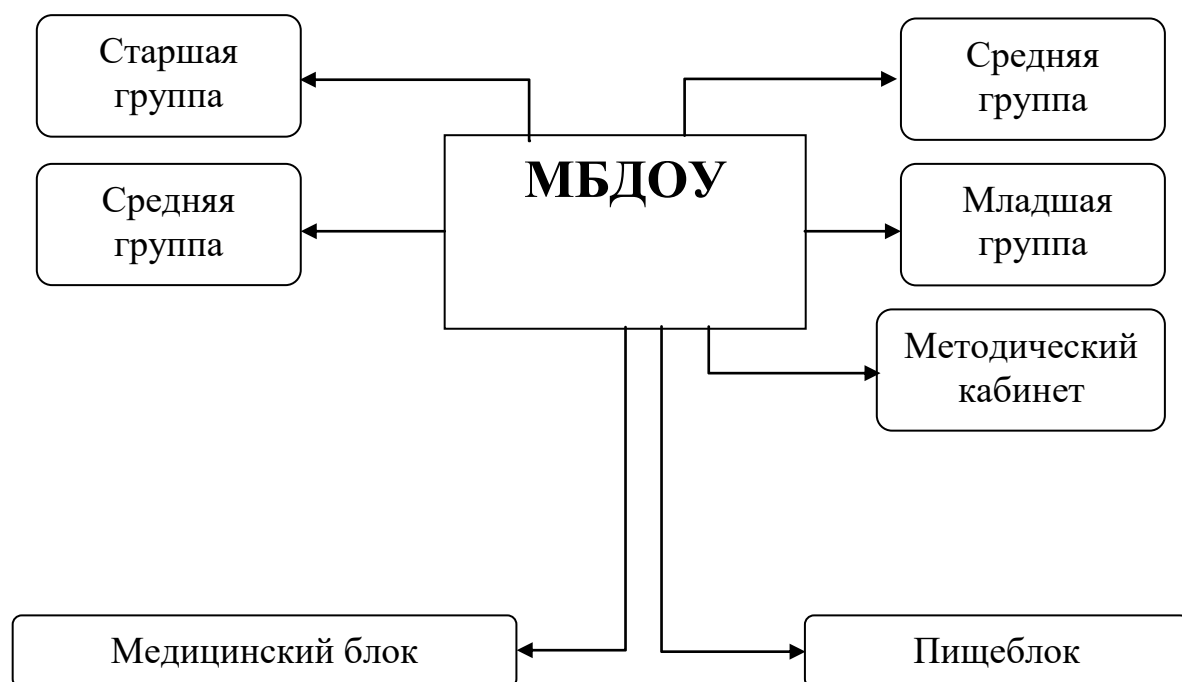 Старшая
группа
Средняя
группа
МБДОУ
Средняя
группа
Младшая
группа
Методический
кабинет
Медицинский блок
Пищеблок